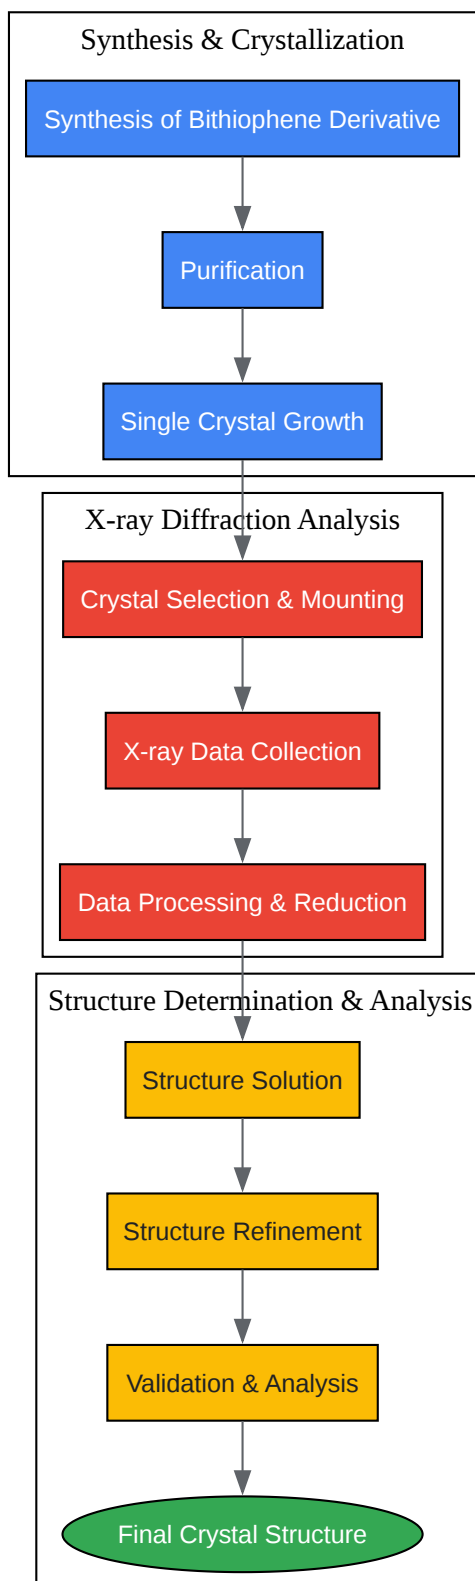 Synthesis & Crystallization
Synthesis of Bithiophene Derivative
Purification
Single Crystal Growth
X-ray Diffraction Analysis
Crystal Selection & Mounting
X-ray Data Collection
Data Processing & Reduction
Structure Determination & Analysis
Structure Solution
Structure Refinement
Validation & Analysis
Final Crystal Structure